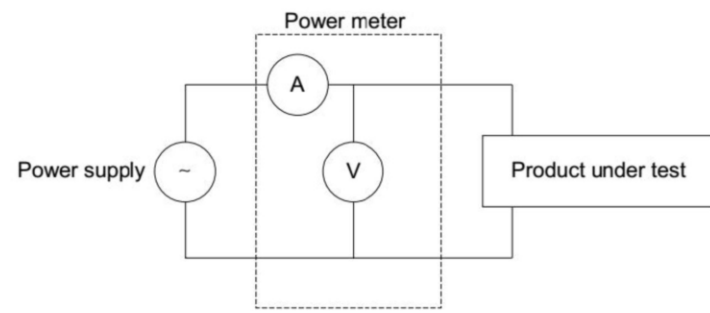 Power meter
A
Power supply
~
V
Product under test